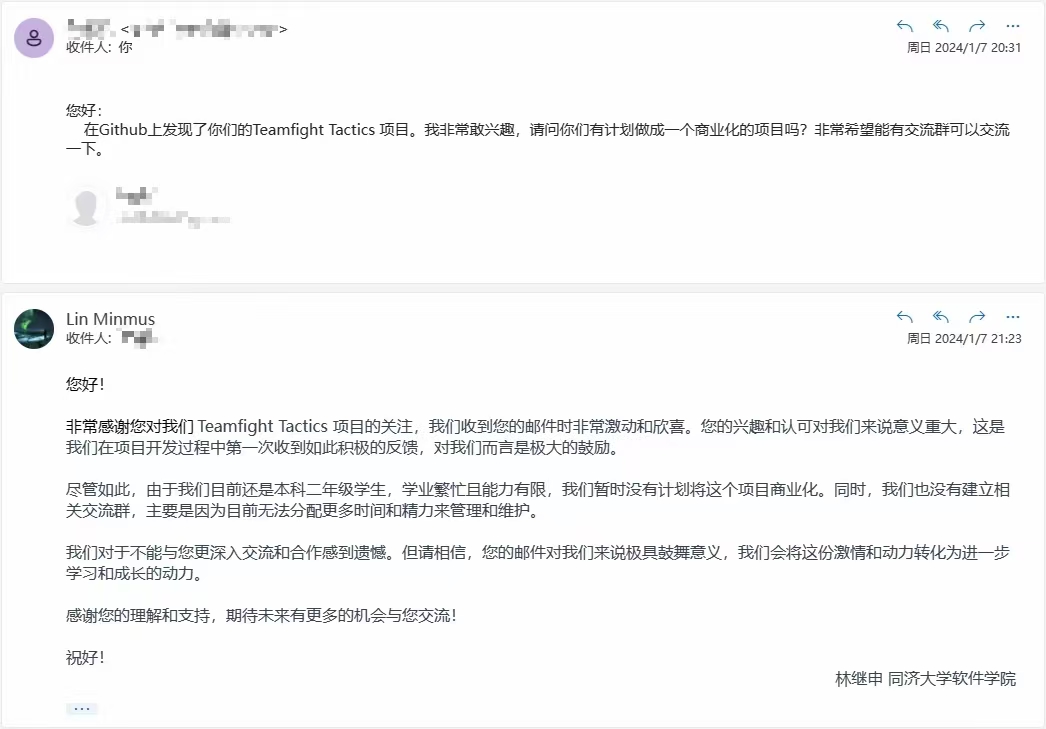 收件人: 你
周日 2024/1/7 20:31
您好:
在Github上发现了你们的Teamfight Tactics 项目。我非常敢兴趣，请问你们有计划做成一个商业化的项目吗？非常希望能有交流群可以交流
一下。
Lin Minmus
收件人:
周日 2024/1/7 21:23
您好！
非常感谢您对我们 Teamfight Tactics 项目的关注，我们收到您的邮件时非常激动和欣喜。您的兴趣和认可对我们来说意义重大，这是
我们在项目开发过程中第一次收到如此积极的反馈，对我们而言是极大的鼓励。
尽管如此，由于我们目前还是本科二年级学生，学业繁忙且能力有限，我们暂时没有计划将这个项目商业化。同时，我们也没有建立相
关交流群，主要是因为目前无法分配更多时间和精力来管理和维护。
我们对于不能与您更深入交流和合作感到遗憾。但请相信，您的邮件对我们来说极具鼓舞意义，我们会将这份激情和动力转化为进一步
学习和成长的动力。
感谢您的理解和支持，期待未来有更多的机会与您交流！
祝好！
林继申 同济大学软件学院